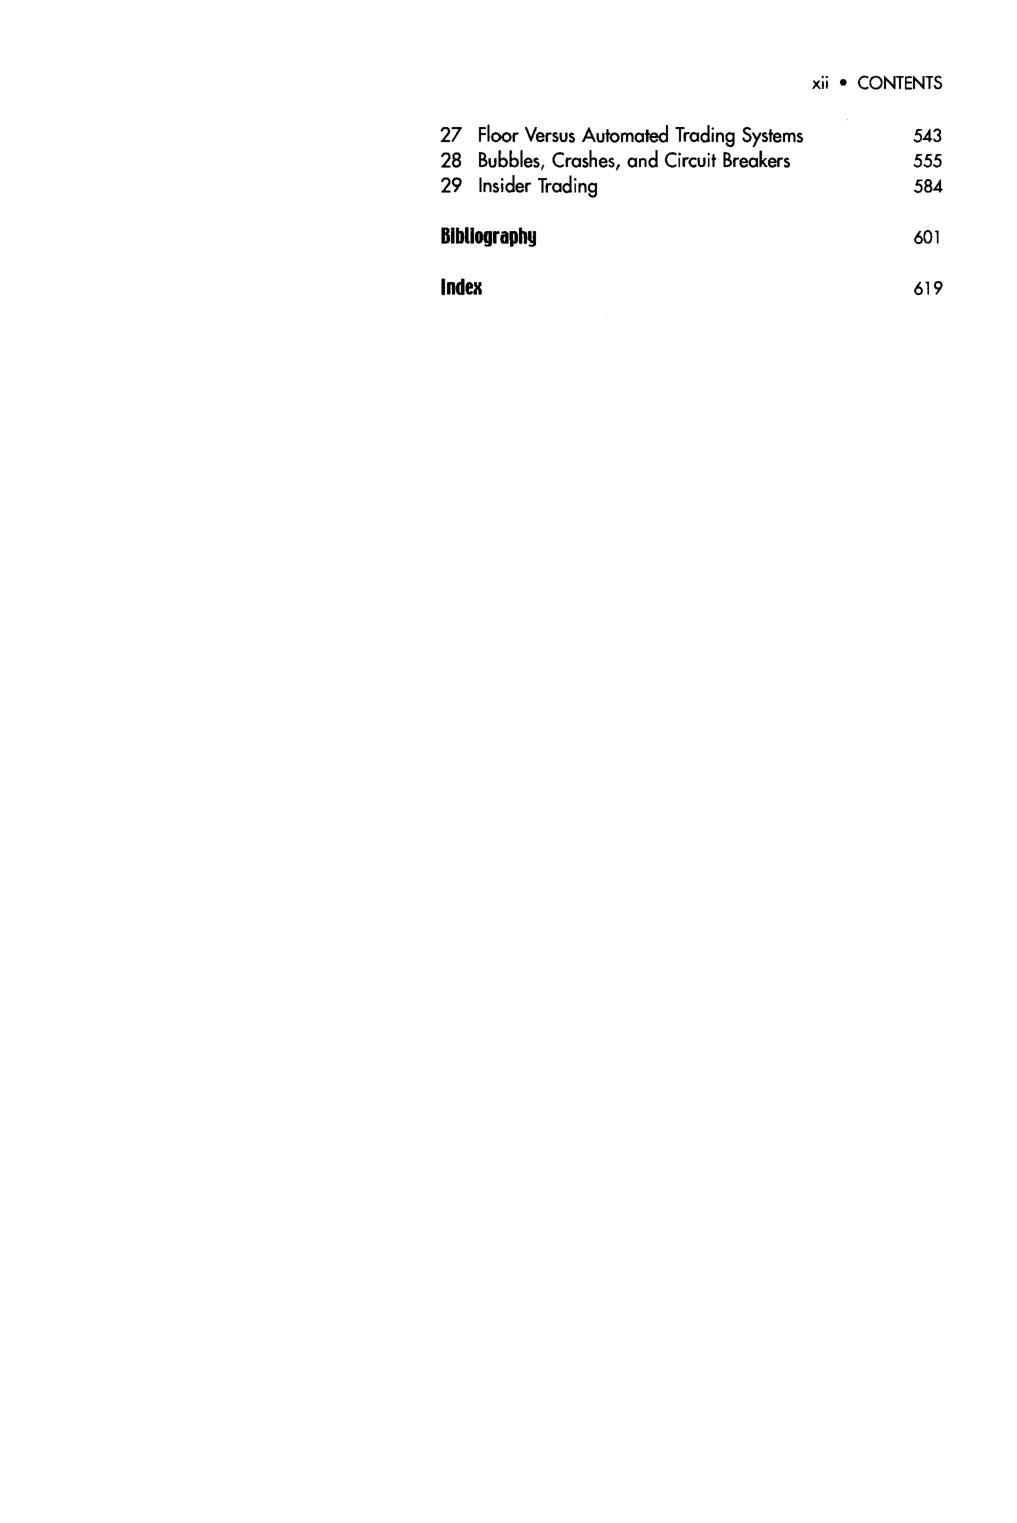 xii • CONTENTS
27 Floor Versus Automated Trading Systems 543
28 Bubbles, Crashes, and Circuit Breakers 555
29 Insider Trading 584
Bibliography 601
Index 619